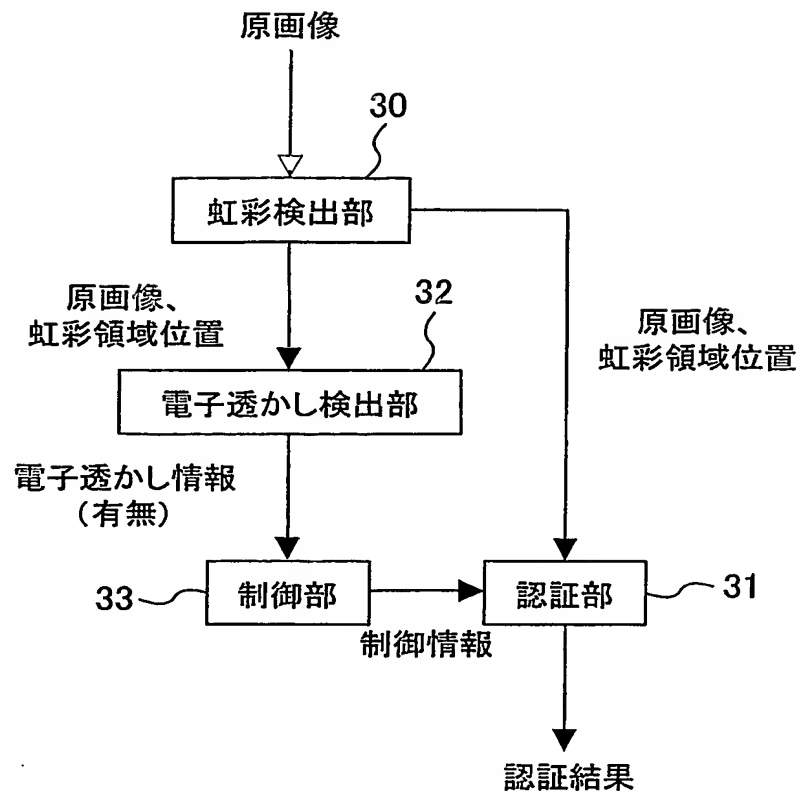 原画像
30
虹彩検出部
原画像、
虹彩領域位置
32
原画像、
虹彩領域位置
電子透かし検出部
電子透かし情報
（有無）
33
制御部
制御情報
認証部
31
認証結果